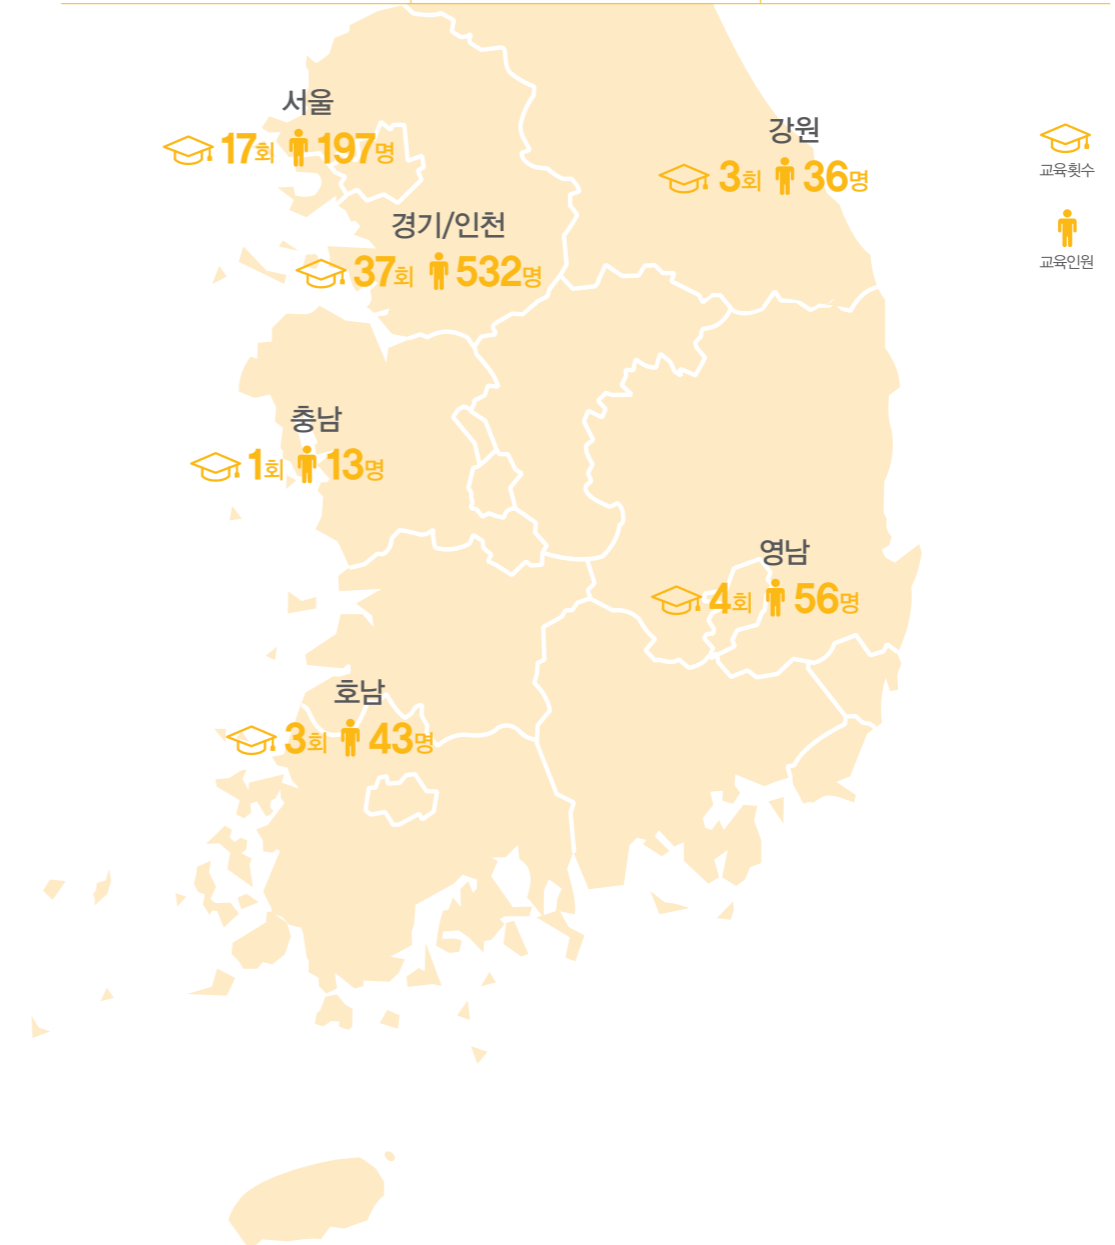 서울
17회 197명
강원
3회 36명
교육횟수
교육인원
경기/인천
37회 532명
충남
1회 13명
영남
4회 56명
호남
3회 43명